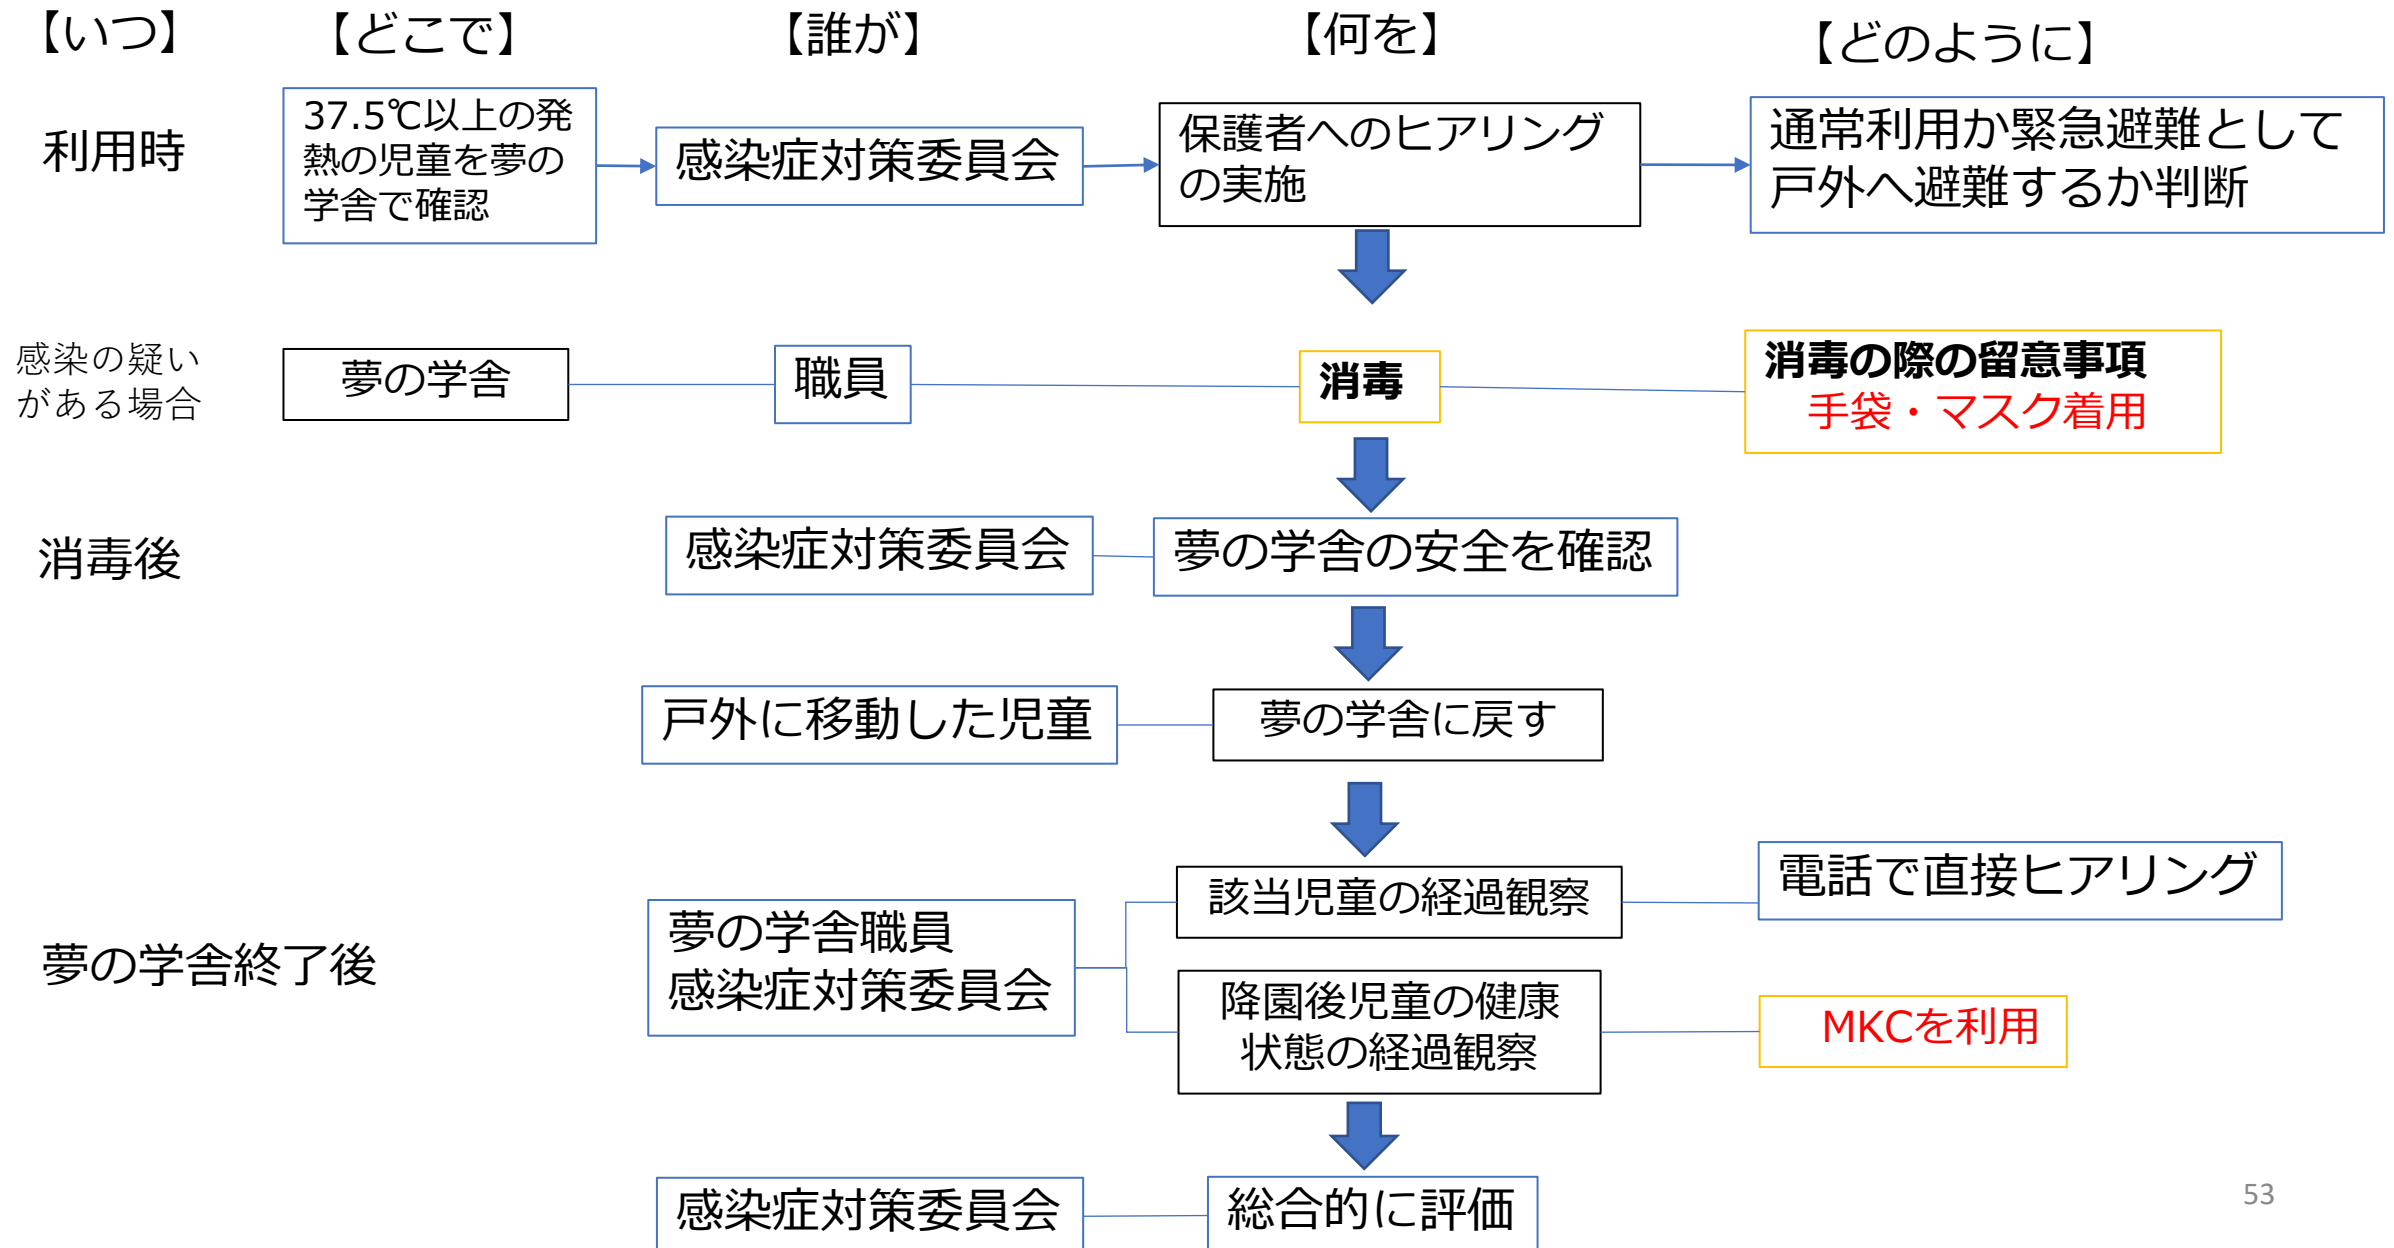 【いつ】
【どこで】
【誰が】
【何を】
【どのように】
利用時
37.5℃以上の発
熱の児童を夢の
学舎で確認
感染症対策委員会
保護者へのヒアリング
の実施
通常利用か緊急避難として
戸外へ避難するか判断
感染の疑い
がある場合
夢の学舎
職員
消毒
消毒の際の留意事項
手袋・マスク着用
消毒後
感染症対策委員会
夢の学舎の安全を確認
戸外に移動した児童
夢の学舎に戻す
夢の学舎終了後
夢の学舎職員
感染症対策委員会
該当児童の経過観察
電話で直接ヒアリング
降園後児童の健康
状態の経過観察
MKCを利用
感染症対策委員会
総合的に評価
53